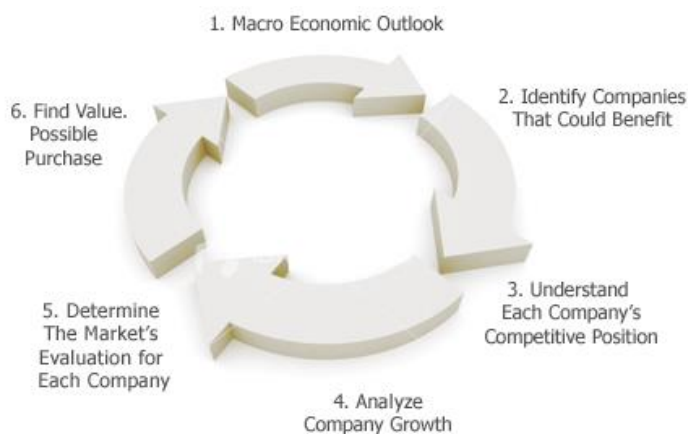 1. Macro Economic Outlook
2. Identify Companies
That Could Benefit
3. Understand
Each Company's
Competitive Position
4. Analyze
Company Growth
5. Determine
The Market's
Evaluation for
Each Company
6. Find Value.
Possible
Purchase